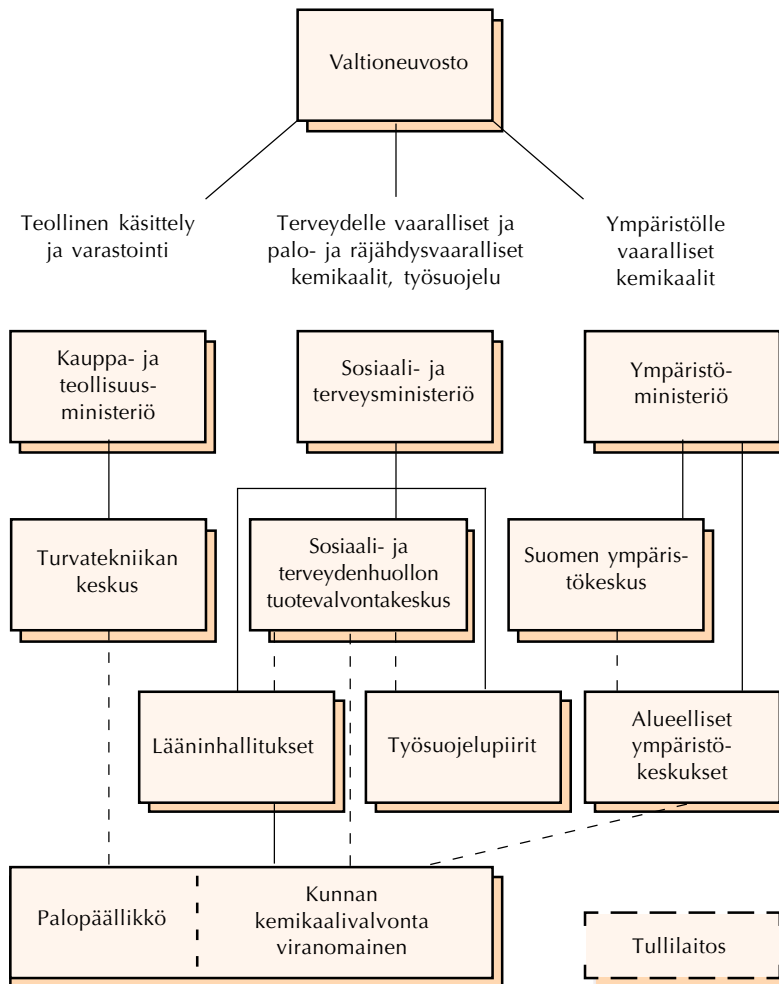 Valtioneuvosto
Teollinen käsittely
ja varastointi
Terveydelle vaaralliset ja
palo- ja räjähdysvaaralliset
kemikaalit, työsuojelu
Ympäristölle
vaaralliset
kemikaalit
Kauppa- ja
teollisuus-
ministeriö
Sosiaali- ja
terveysministeriö
Ympäristö-
ministeriö
Turvatekniikan
keskus
Sosiaali- ja
terveydenhuollon
tuotevalvontakeskus
Suomen ympäris-
tökeskus
Lääninhallitukset
Työsuojelupiirit
Alueelliset
ympäristö-
keskukset
Palopäällikkö
Kunnan
kemikaalivalvonta
viranomainen
Tullilaitos